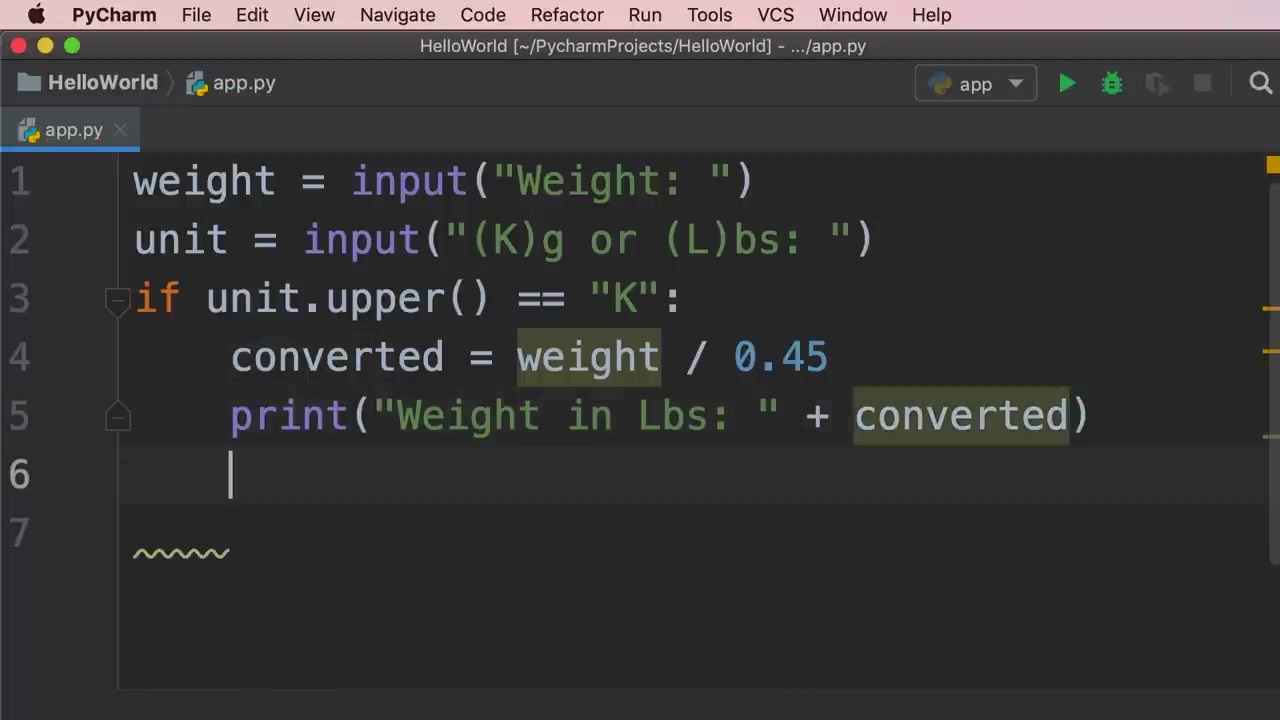 PyCharm File Edit View Navigate Code Refactor Run Tools VCS Window Help
HelloWorld [~/PycharmProjects/HelloWorld] - .../app.py
HelloWorld app.py app
app.py
1 weight = input("Weight: ")
2 unit = input("(K)g or (L)bs: ")
3 if unit.upper() == "K":
4     converted = weight / 0.45
5     print("Weight in Lbs: " + converted)
6
7